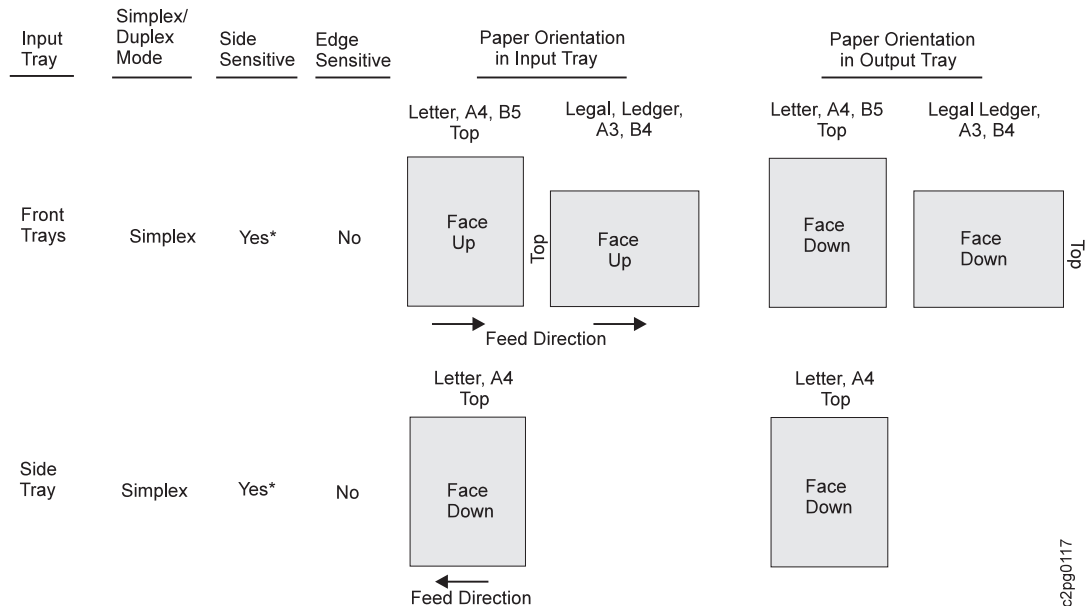 Input
Tray
Simplex/
Duplex
Mode
Side
Sensitive
Edge
Sensitive
Paper Orientation
in Input Tray
Paper Orientation
in Output Tray
Letter, A4, B5
Top
Legal, Ledger,
A3, B4
Letter, A4, B5
Top
Legal Ledger,
A3, B4
Front
Trays
Simplex
Yes*
No
Face
Up
Top
Face
Up
Face
Down
Face
Down
Top
Feed Direction
Letter, A4
Top
Letter, A4
Top
Side
Tray
Simplex
Yes*
No
Face
Down
Face
Down
Feed Direction
c2pg0117